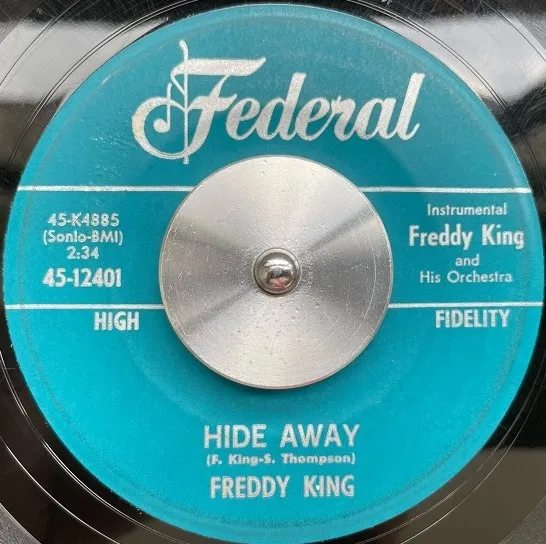 Federal
45-K4885
(Sonlo-BMI)
2:34
45-12401
Instrumental
Freddy King
and
His Orchestra
HIGH
FIDELITY
HIDE AWAY
(F. King-S. Thompson)
FREDDY KING